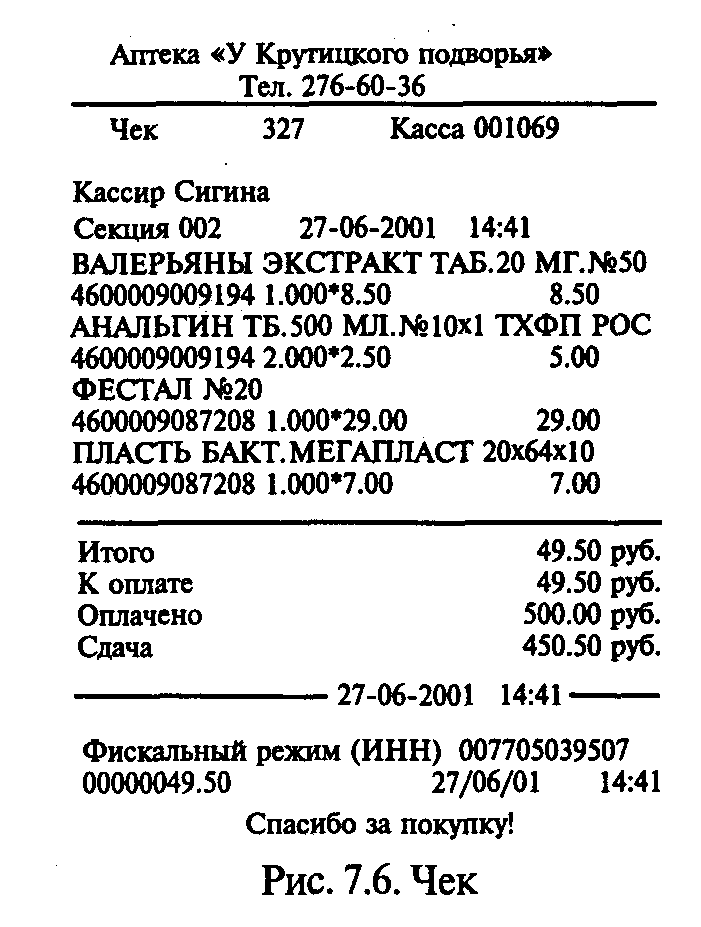 Аптека «У Крутицкого подворья»
Тел. 276-60-36
Чек 327 Касса 001069
Кассир Сигина
Секция 002 27-06-2001 14:41
ВАЛЕРЬЯНЫ ЭКСТРАКТ ТАБ.20 МГ.№50
4600009009194 1.000*8.50 8.50
АНАЛЬГИН ТБ.500 МЛ.№10х1 ТХФП РОС
4600009009194 2.000*2.50 5.00
ФЕСТАЛ №20
4600009087208 1.000*29.00 29.00
ПЛАСТЬ БАКТ.МЕГАПЛАСТ 20х64х10
4600009087208 1.000*7.00 7.00
Итого 49.50 руб.
К оплате 49.50 руб.
Оплачено 500.00 руб.
Сдача 450.50 руб.
27-06-2001 14:41
Фискальный режим (ИНН) 007705039507
00000049.50 27/06/01 14:41
Спасибо за покупку!
Рис. 7.6. Чек